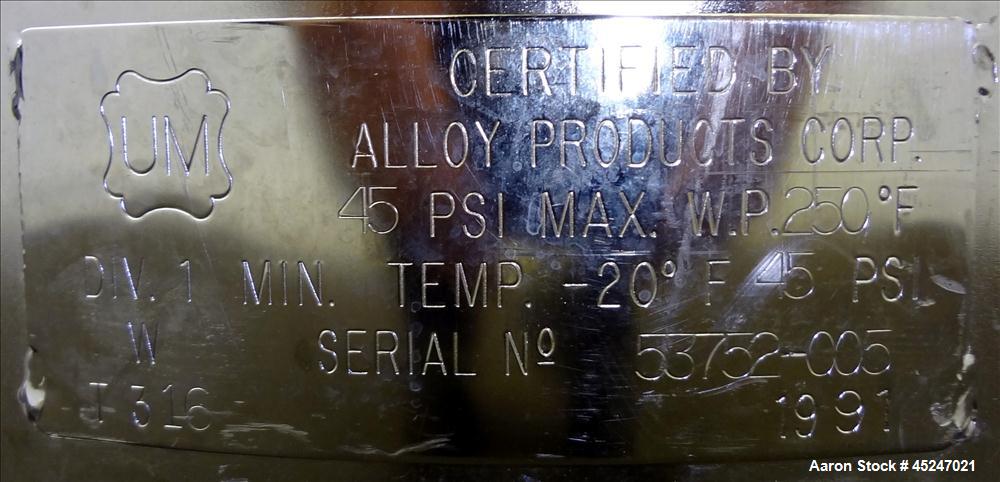 CERTIFIED BY
UM
ALLOY PRODUCTS CORP.
45 PSI MAX. W.P. 250°F
DIV. 1 MIN. TEMP. -20° F 45 PSI
W SERIAL Nº 53752-005
T 316 1991
Aaron Stock # 45247021